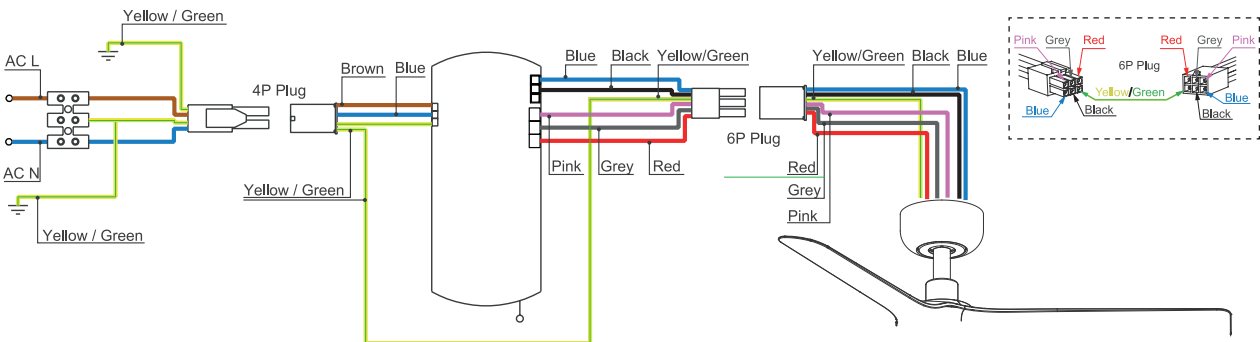 Yellow / Green
AC L
AC N
Yellow / Green
4P Plug
Brown
Blue
Yellow / Green
Blue
Black
Yellow/Green
Pink
Grey
Red
6P Plug
Yellow/Green
Black
Blue
Red
Grey
Pink
Pink
Grey
Red
6P Plug
Red
Grey
Pink
Yellow/Green
Blue
Black
Blue
Black